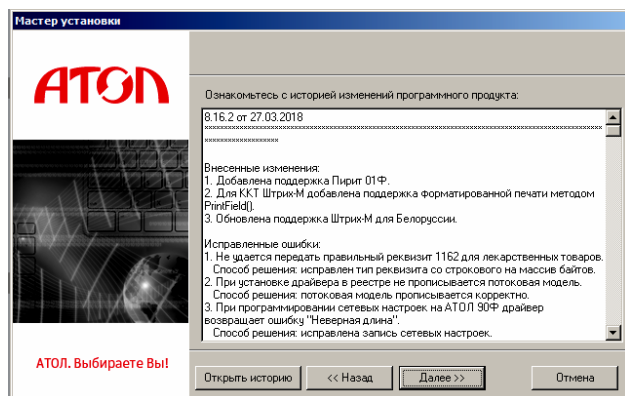 Мастер установки
АТОЛ
Ознакомьтесь с историей изменений программного продукта:
8.16.2 от 27.03.2018
Внесенные изменения:
1. Добавлена поддержка Пирит 01Ф.
2. Для ККТ Штрих-М добавлена поддержка форматированной печати методом
PrintField().
3. Обновлена поддержка Штрих-М для Белоруссии.
Исправленные ошибки:
1. Не удается передать правильный реквизит 1162 для лекарственных товаров.
Способ решения: исправлен тип реквизита со строкового на массив байтов.
2. При установке драйвера в реестре не прописывается потоковая модель.
Способ решения: потоковая модель прописывается корректно.
3. При программировании сетевых настроек на АТОЛ 90Ф драйвер
возвращает ошибку "Неверная длина".
Способ решения: исправлена запись сетевых настроек.
АТОЛ. Выбираете Вы!
Открыть историю
<< Назад
Далее >>
Отмена